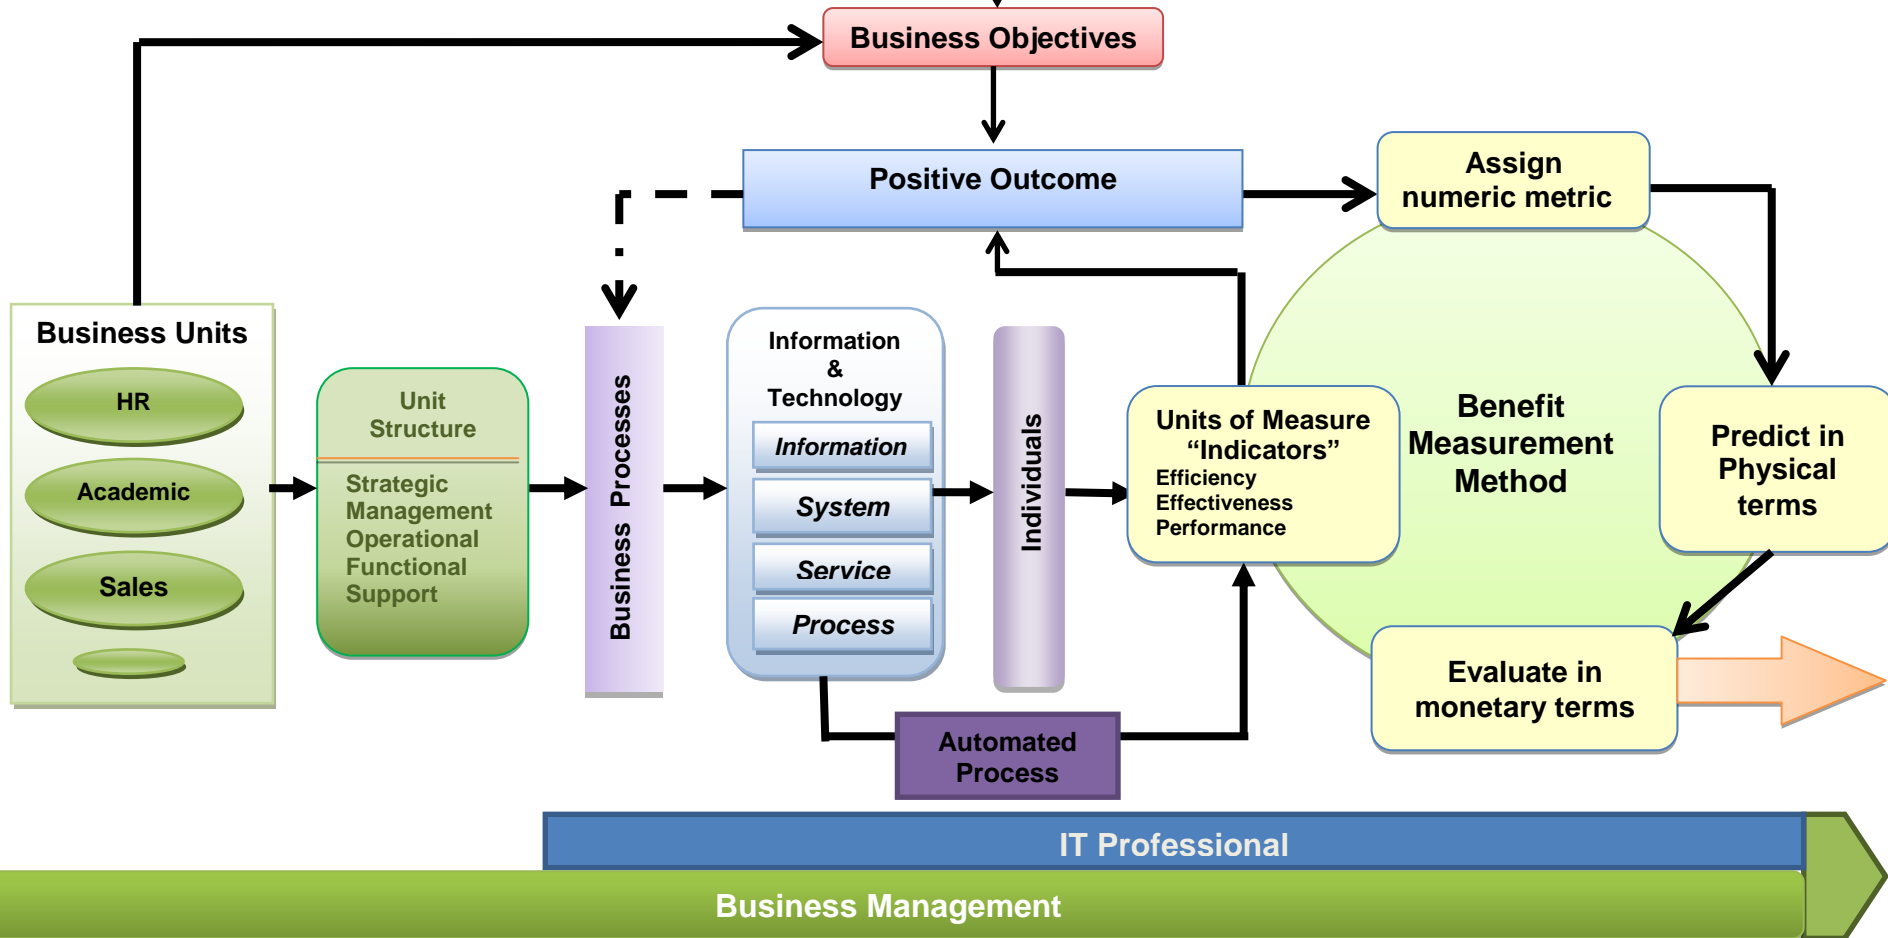 Business Objectives
Positive Outcome
Assign
numeric metric
Business Units
HR
Academic
Sales
Unit
Structure
Strategic
Management
Operational
Functional
Support
Business Processes
Information
&
Technology
Information
System
Service
Process
Individuals
Units of Measure
“Indicators”
Efficiency
Effectiveness
Performance
Benefit
Measurement
Method
Predict in
Physical
terms
Evaluate in
monetary terms
Automated
Process
IT Professional
Business Management